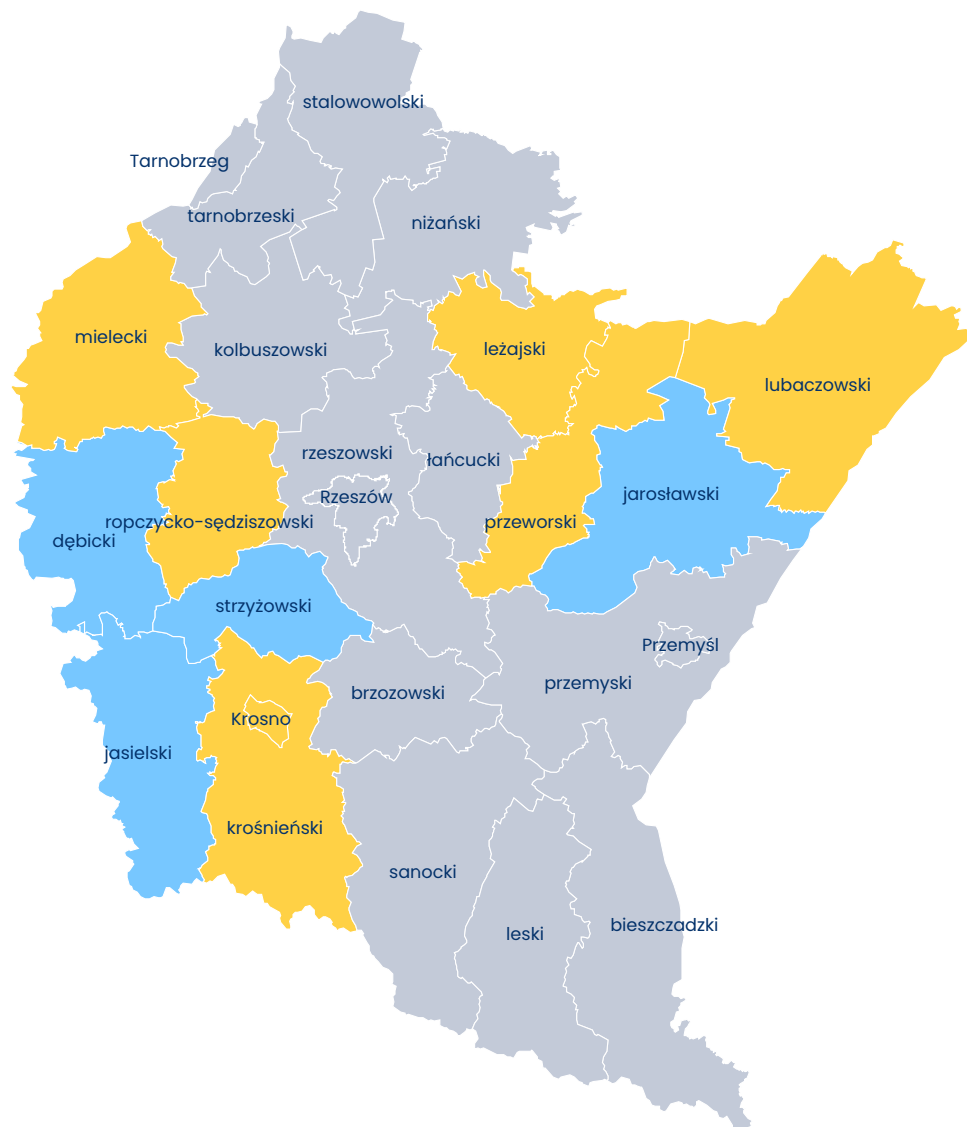 stalowowolski
Tarnobrzeg
tarnobrzeski
niżański
mielecki
kolbuszowski
leżajski
lubaczowski
rzeszowski
łańcucki
Rzeszów
jarosławski
ropczycko-sędziszowski
przeworski
dębicki
strzyżowski
Przemyśl
przemyski
brzozowski
Krosno
jasielski
krośnieński
sanocki
bieszczadzki
leski